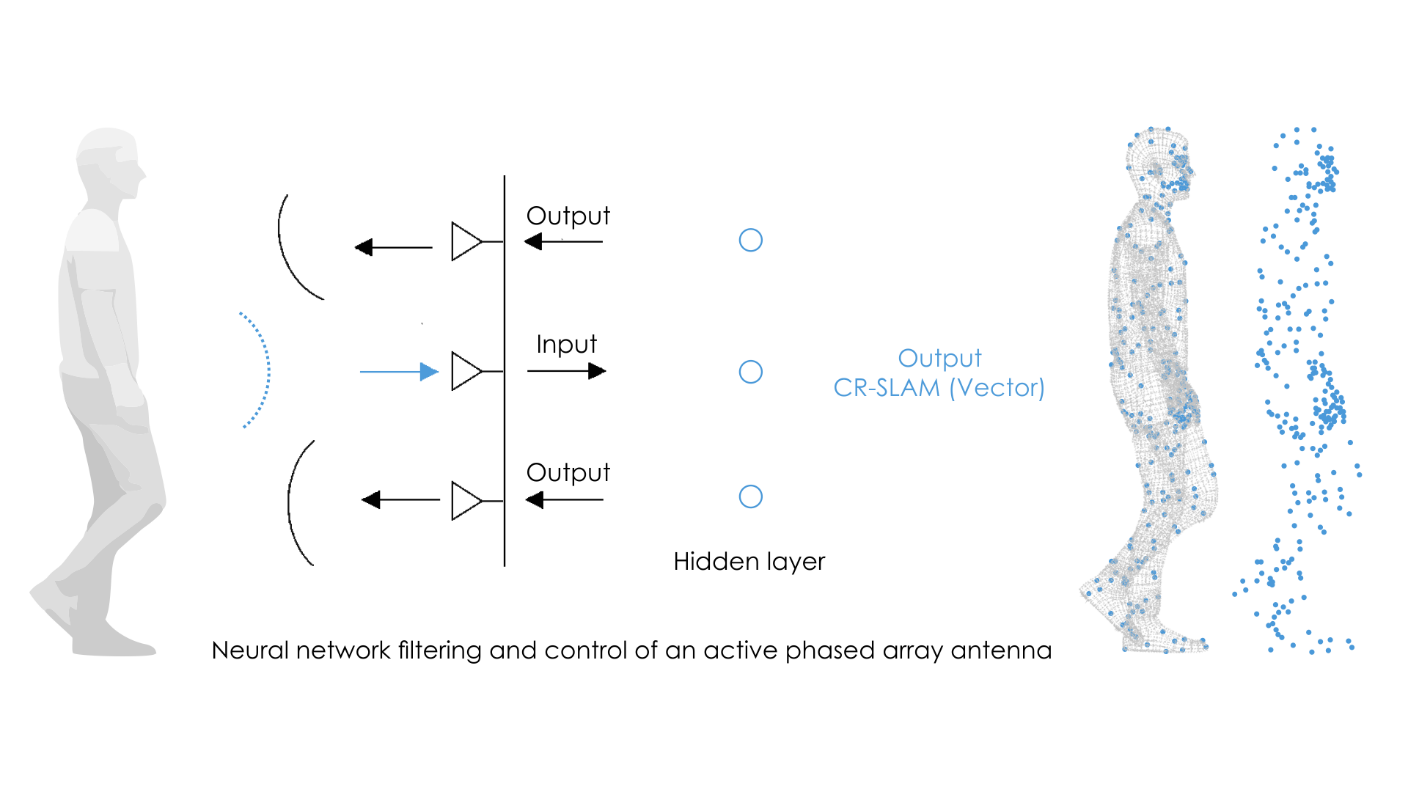 Output
Input
Output
CR-SLAM (Vector)
Output
Hidden layer
Neural network filtering and control of an active phased array antenna